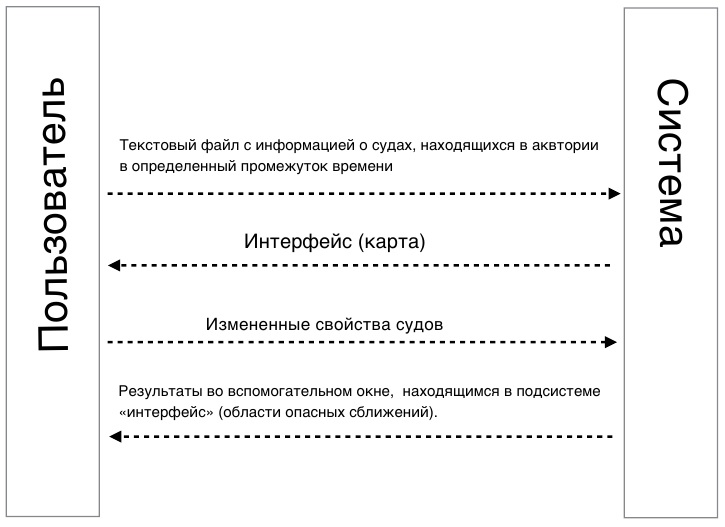 Пользователь
Система
Текстовый файл с информацией о судах, находящихся в аквтории
в определенный промежуток времени
Интерфейс (карта)
Измененные свойства судов
Результаты во вспомогательном окне, находящимся в подсистеме
«интерфейс» (области опасных сближений).